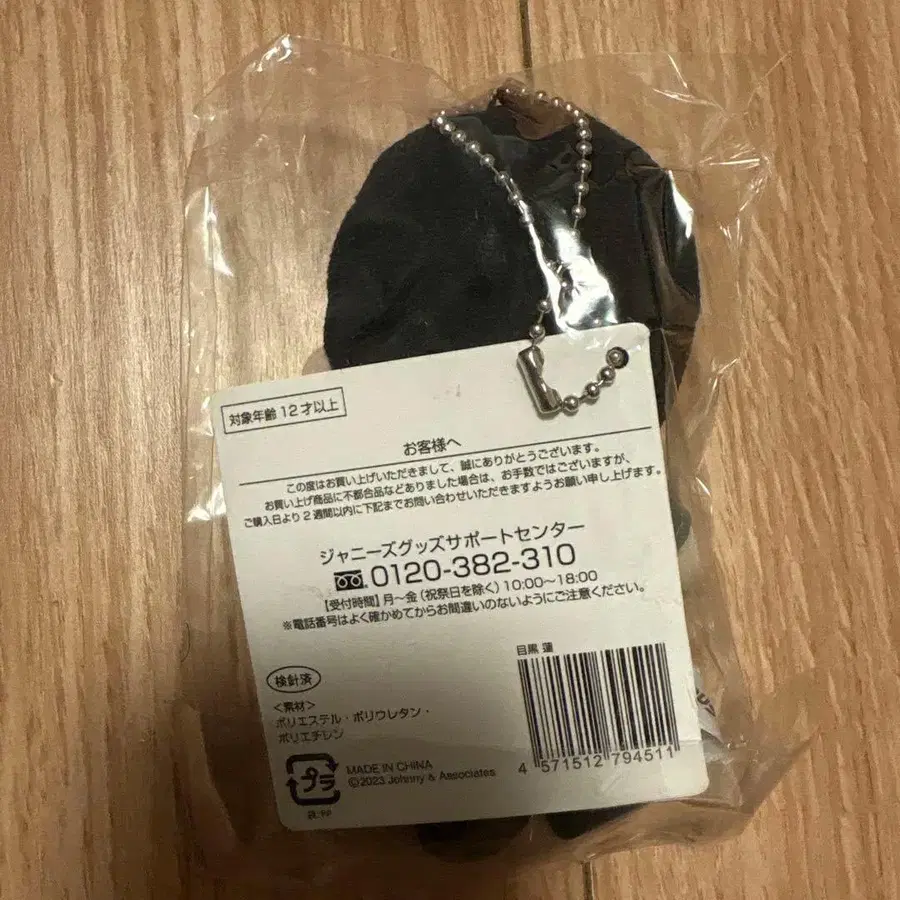 対象年齢12才以上
お客様へ
この度はお買い上げいただきまして、誠にありがとうございます。
お買い上げ商品に不都合品などありました場合は、お手数ではございますが、
ご購入日より2週間以内に下記までお問い合わせいただきますようお願い申し上げます。
ジャニーズグッズサポートセンター
0120-382-310
【受付時間】月～金(祝祭日を除く)10:00～18:00
※電話番号はよく確かめてからお間違いのないようにご注意ください。
目黒 蓮
検針済
<素材>
ポリエステル・ポリウレタン・
ポリエチレン
プラ
MADE IN CHINA
©2023 Johnny & Associates
4 571512 794511